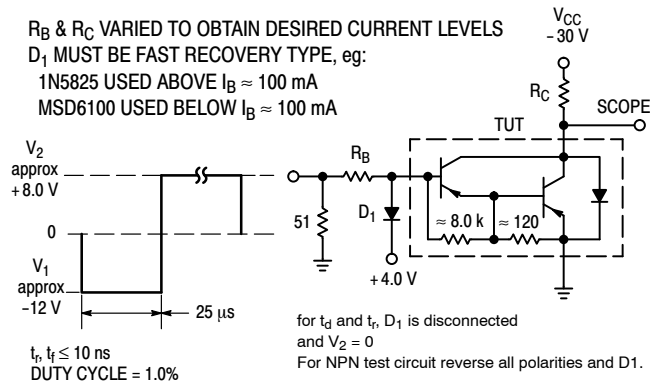 R_B & R_C VARIED TO OBTAIN DESIRED CURRENT LEVELS
D_1 MUST BE FAST RECOVERY TYPE, eg:
1N5825 USED ABOVE I_B ≈ 100 mA
MSD6100 USED BELOW I_B ≈ 100 mA
V_CC
- 30 V
R_C
SCOPE
TUT
V_2
approx
+8.0 V
0
V_1
approx
-12 V
25 μs
R_B
51
D_1
+4.0 V
≈ 8.0 k
≈ 120
t_r, t_f ≤ 10 ns
DUTY CYCLE = 1.0%
for t_d and t_r, D_1 is disconnected
and V_2 = 0
For NPN test circuit reverse all polarities and D1.